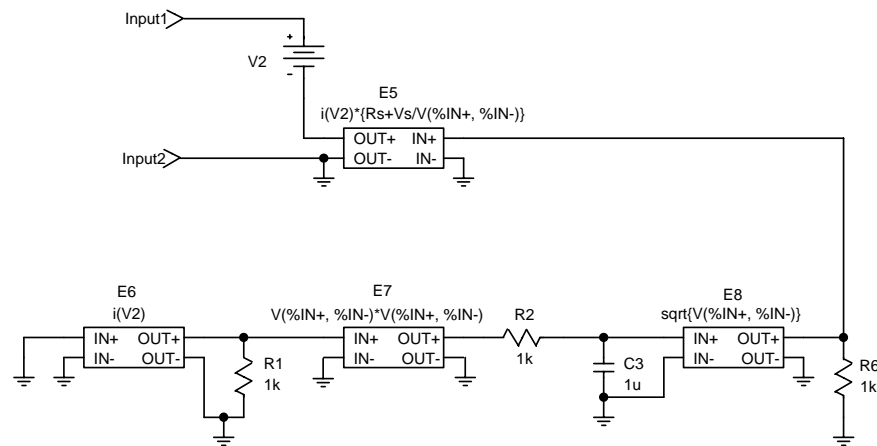 Input1
+
V2
-
E5
i(V2)*{Rs+Vs/V(%IN+, %IN-)}
OUT+ IN+
OUT- IN-
Input2
E6
i(V2)
IN+ OUT+
IN- OUT-
R1
1k
E7
V(%IN+, %IN-)*V(%IN+, %IN-)
IN+ OUT+
IN- OUT-
R2
1k
C3
1u
E8
sqrt{V(%IN+, %IN-)}
IN+ OUT+
IN- OUT-
R6
1k